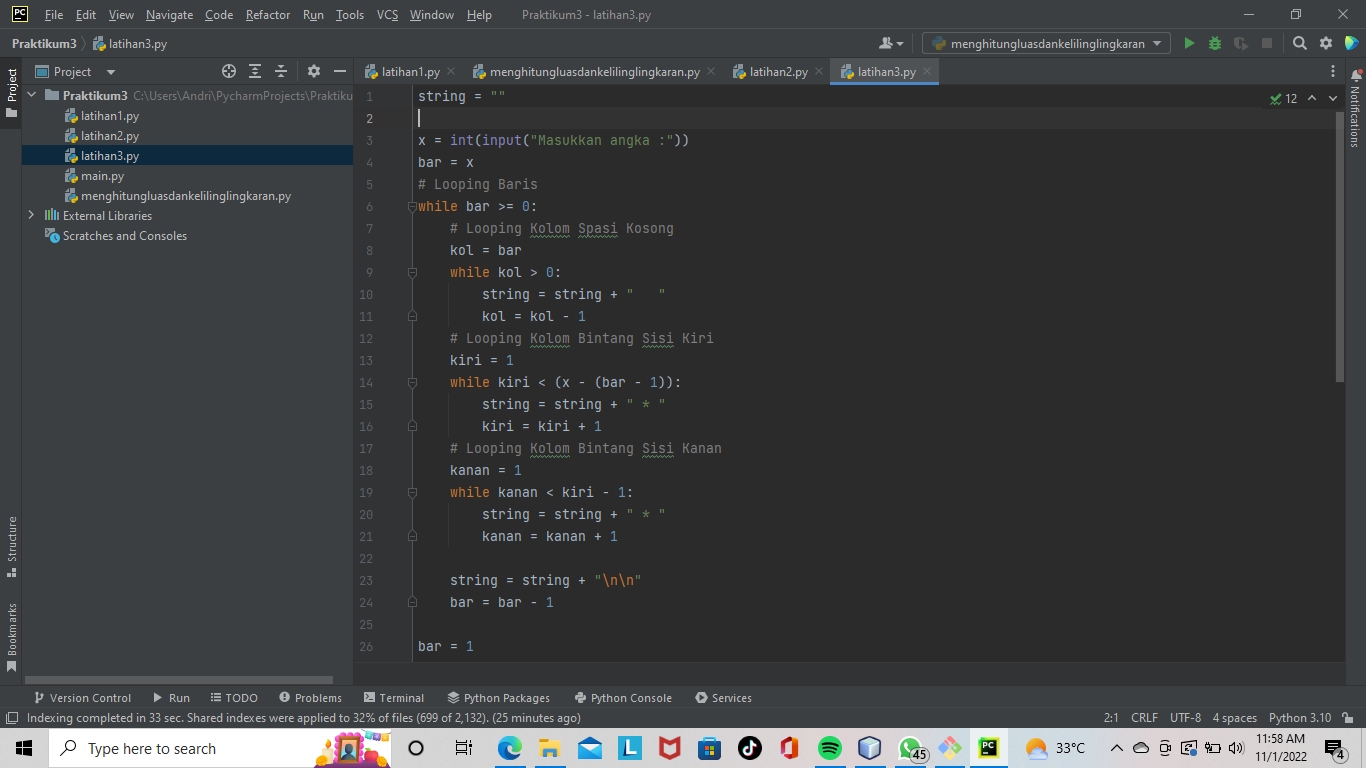 PC File Edit View Navigate Code Refactor Run Tools VCS Window Help Praktikum3 - latihan3.py
Praktikum3 latihan3.py menghitungluasdankelilinglingkaran
Project latihan1.py menghitungluasdankelilinglingkaran.py latihan2.py latihan3.py
Project
Structure
Bookmarks
Notifications
Praktikum3 C:\Users\Andri\PycharmProjects\Praktiku
latihan1.py
latihan2.py
latihan3.py
main.py
menghitungluasdankelilinglingkaran.py
External Libraries
Scratches and Consoles
12
1 string = ""
2
3 x = int(input("Masukkan angka :"))
4 bar = x
5 # Looping Baris
6 while bar >= 0:
7     # Looping Kolom Spasi Kosong
8     kol = bar
9     while kol > 0:
10         string = string + "   "
11         kol = kol - 1
12     # Looping Kolom Bintang Sisi Kiri
13     kiri = 1
14     while kiri < (x - (bar - 1)):
15         string = string + " * "
16         kiri = kiri + 1
17     # Looping Kolom Bintang Sisi Kanan
18     kanan = 1
19     while kanan < kiri - 1:
20         string = string + " * "
21         kanan = kanan + 1
22
23     string = string + "\n\n"
24     bar = bar - 1
25
26 bar = 1
Version Control Run TODO Problems Terminal Python Packages Python Console Services
Indexing completed in 33 sec. Shared indexes were applied to 32% of files (699 of 2,132). (25 minutes ago) 2:1 CRLF UTF-8 4 spaces Python 3.10
Type here to search L 45 PC 33°C 11:58 AM
11/1/2022 4